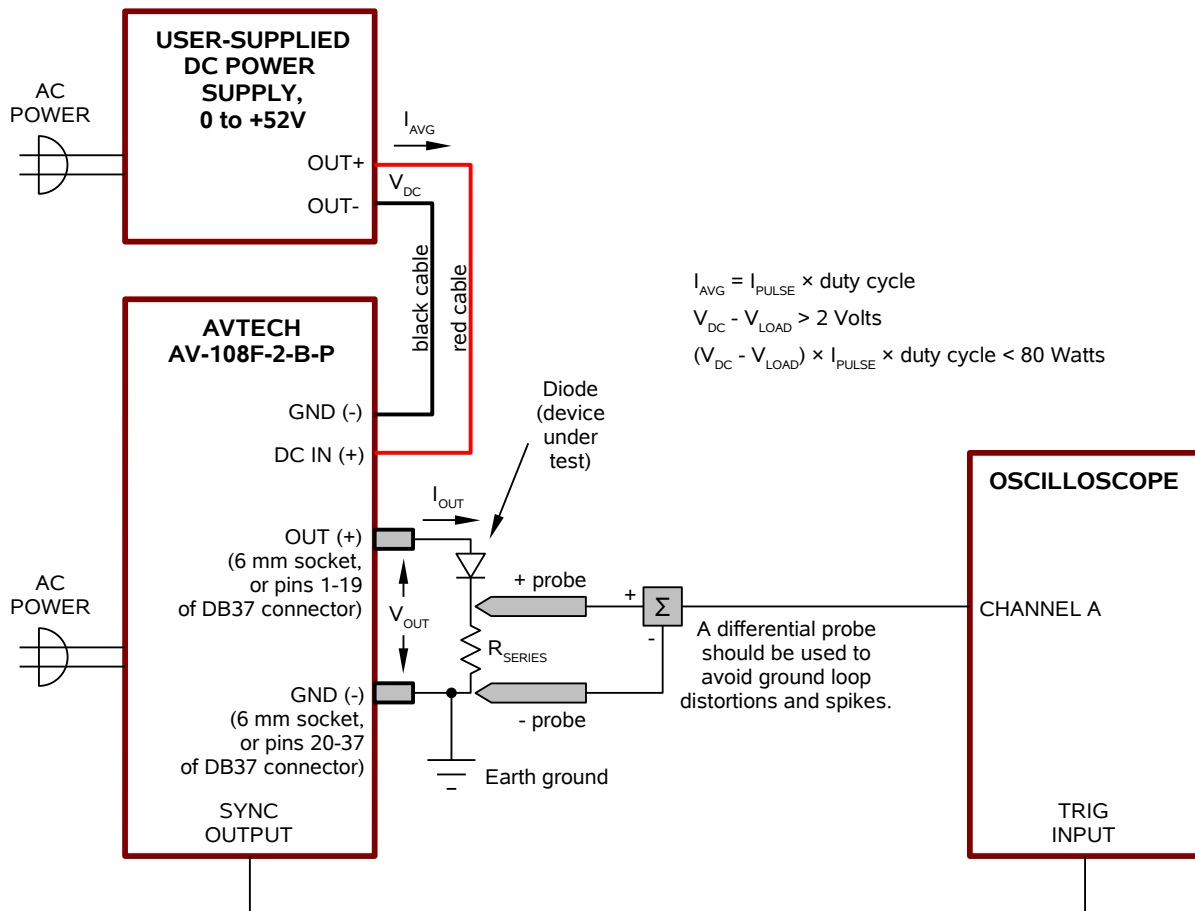 USER-SUPPLIED
DC POWER
SUPPLY,
0 to +52V
AC
POWER
I_AVG
OUT+
V_DC
OUT-
black cable
red cable
I_AVG = I_PULSE × duty cycle
V_DC - V_LOAD > 2 Volts
(V_DC - V_LOAD) × I_PULSE × duty cycle < 80 Watts
AVTECH
AV-108F-2-B-P
GND (-)
DC IN (+)
Diode
(device
under
test)
OSCILLOSCOPE
I_OUT
OUT (+)
(6 mm socket,
or pins 1-19
of DB37 connector)
AC
POWER
V_OUT
+ probe
+
Σ
-
CHANNEL A
R_SERIES
A differential probe
should be used to
avoid ground loop
distortions and spikes.
GND (-)
(6 mm socket,
or pins 20-37
of DB37 connector)
- probe
Earth ground
SYNC
OUTPUT
TRIG
INPUT